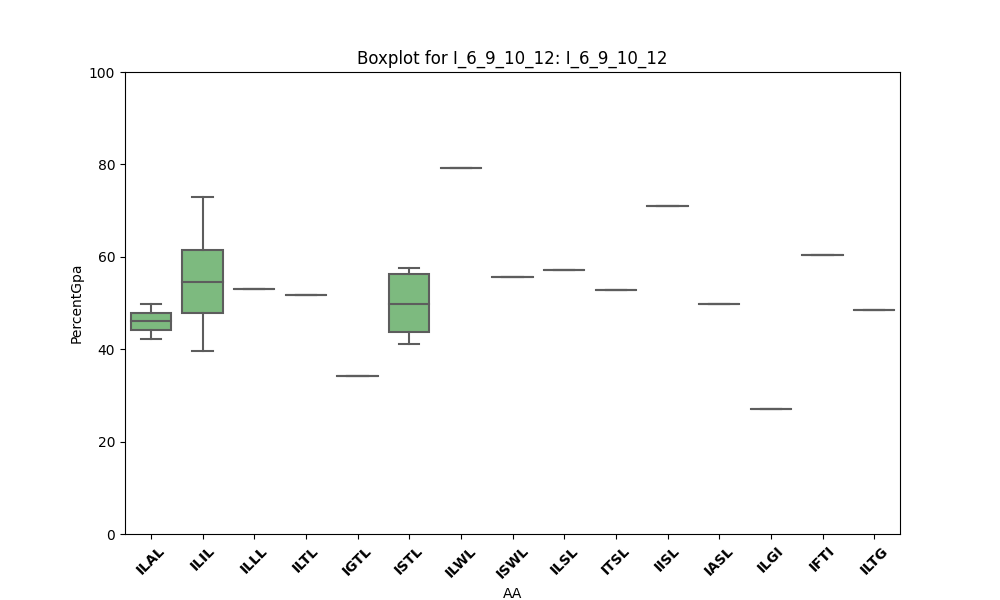 Boxplot for I_6_9_10_12: I_6_9_10_12
100
80
60
40
20
0
PercentGpa
ILAL
ILIL
ILLL
ILTL
IGTL
ISTL
ILWL
ISWL
ILSL
ITSL
IISL
IASL
ILGI
IFTI
ILTG
AA